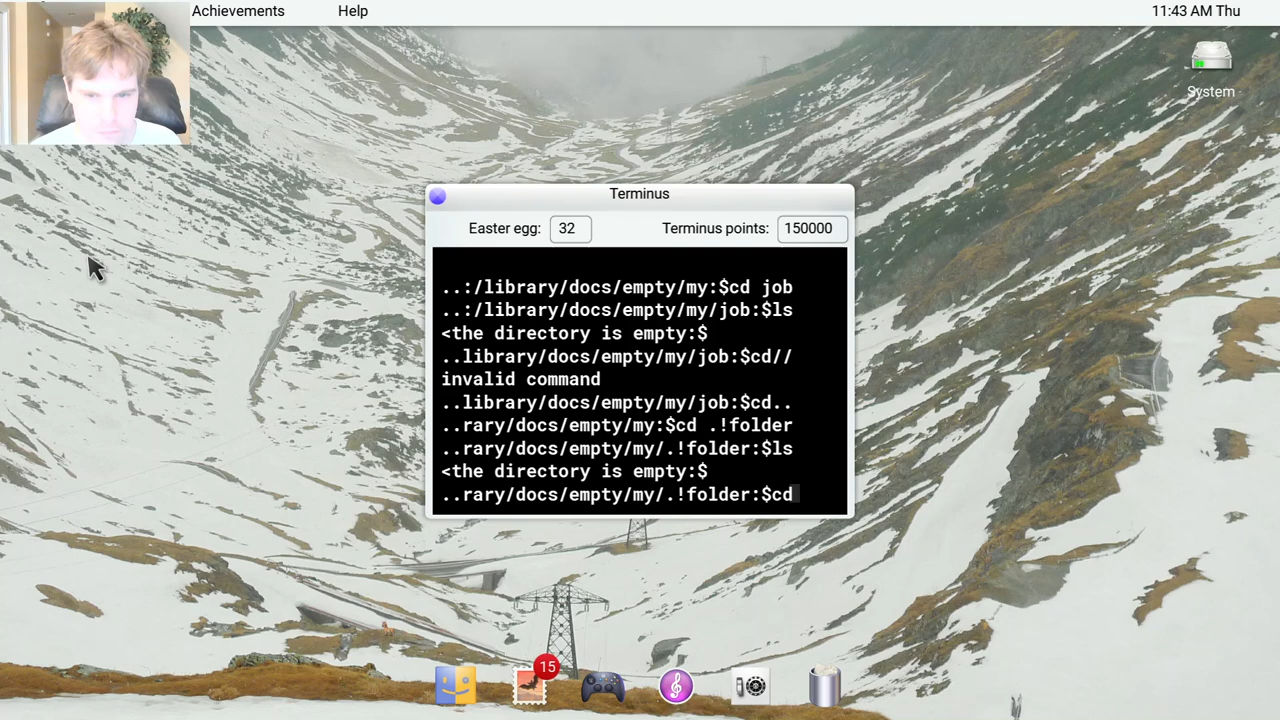 Achievements Help 11:43 AM Thu
System
Terminus
Easter egg: 32 Terminus points: 150000
..:/library/docs/empty/my:$cd job
..:/library/docs/empty/my/job:$ls
<the directory is empty:$
..library/docs/empty/my/job:$cd//
invalid command
..library/docs/empty/my/job:$cd..
..rary/docs/empty/my:$cd .!folder
..rary/docs/empty/my/.!folder:$ls
<the directory is empty:$
..rary/docs/empty/my/.!folder:$cd
15